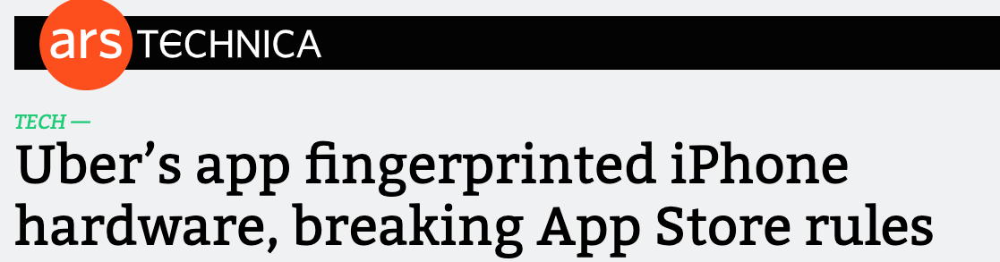 ars TECHNICA
TECH —
Uber’s app fingerprinted iPhone
hardware, breaking App Store rules